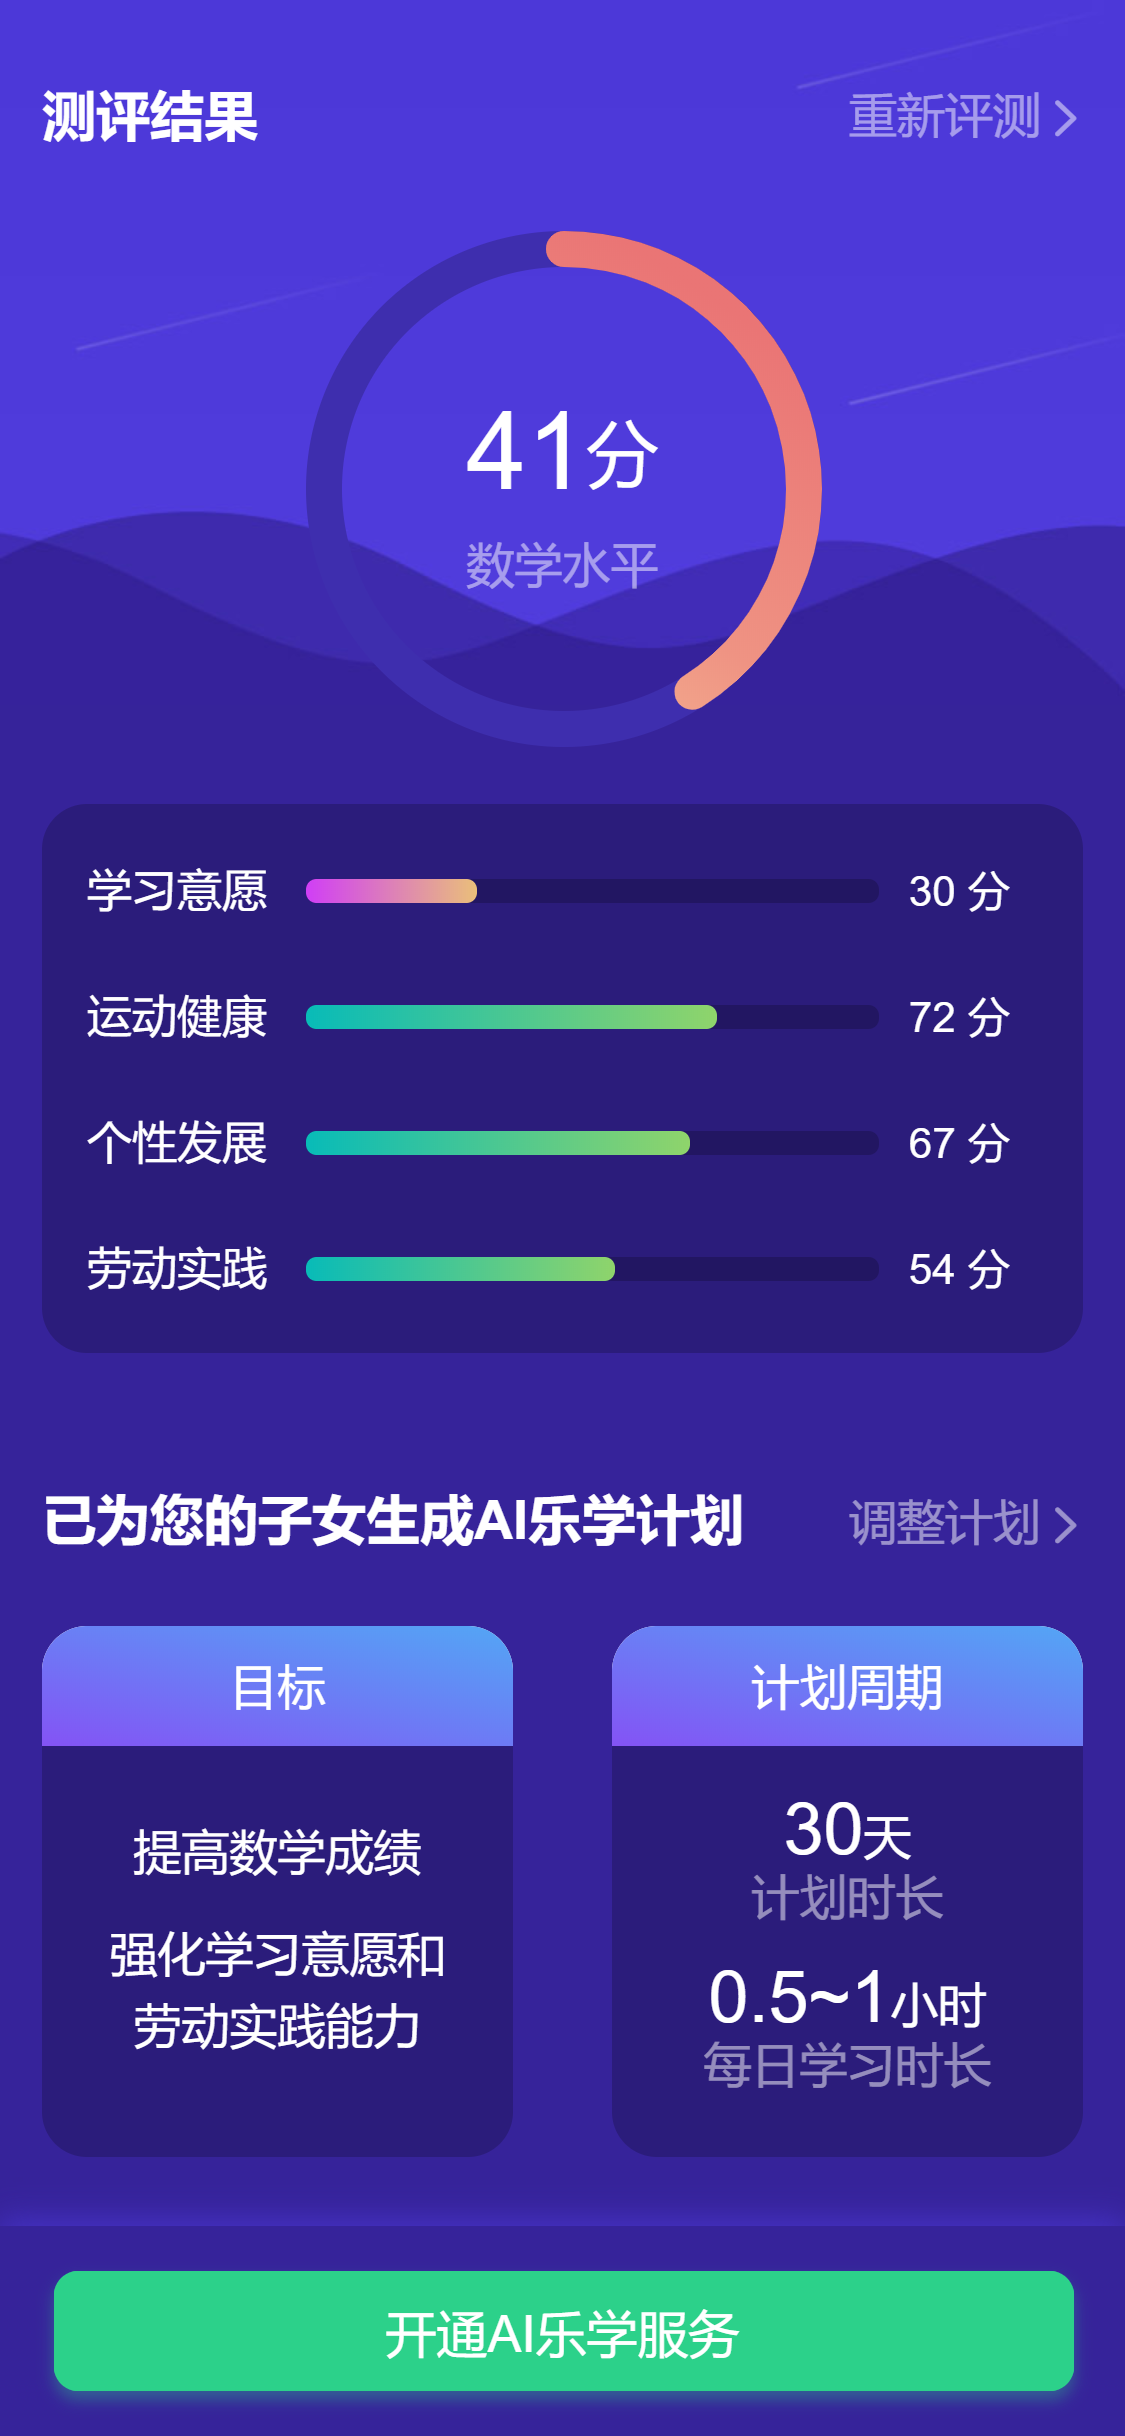 测评结果
重新评测
41分
数学水平
学习意愿 30 分
运动健康 72 分
个性发展 67 分
劳动实践 54 分
已为您的子女生成AI乐学计划
调整计划
目标
提高数学成绩
强化学习意愿和
劳动实践能力
计划周期
30天
计划时长
0.5~1小时
每日学习时长
开通AI乐学服务